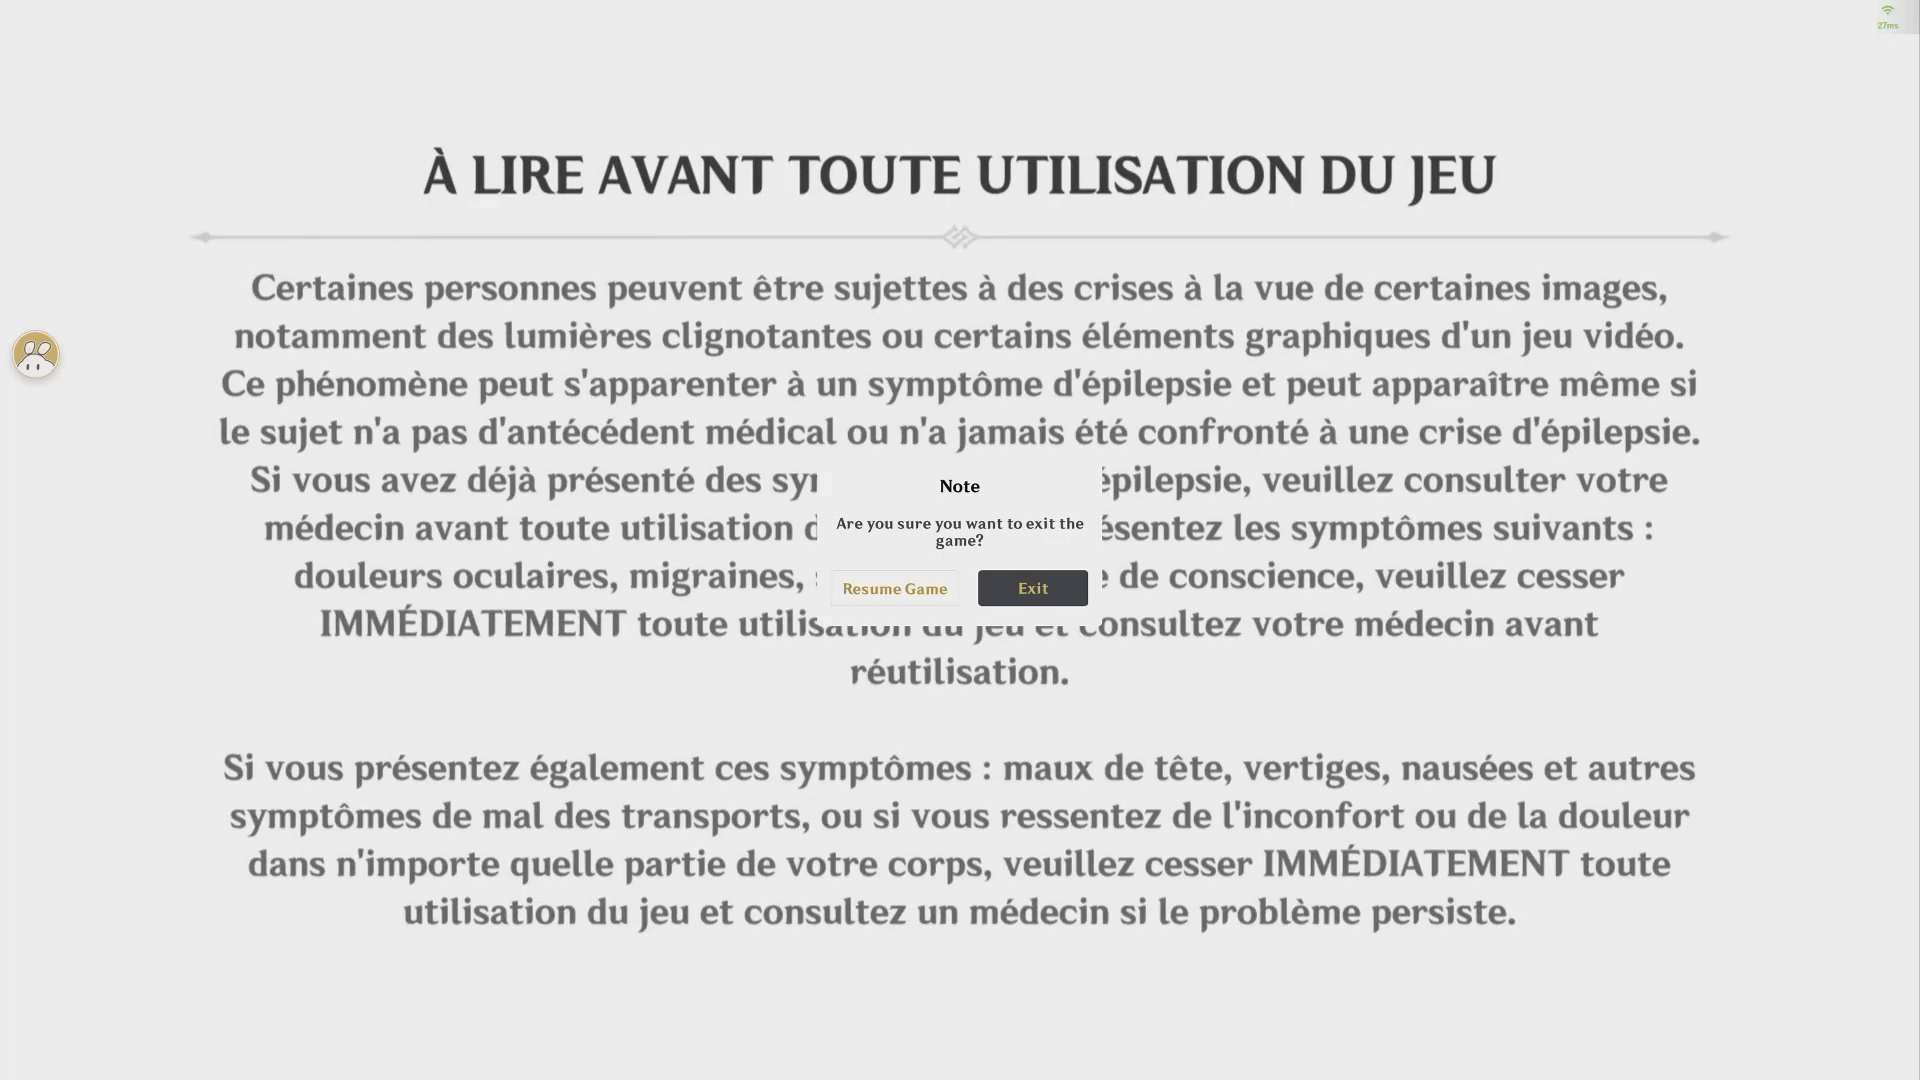 27ms
À LIRE AVANT TOUTE UTILISATION DU JEU
Certaines personnes peuvent être sujettes à des crises à la vue de certaines images,
notamment des lumières clignotantes ou certains éléments graphiques d'un jeu vidéo.
Ce phénomène peut s'apparenter à un symptôme d'épilepsie et peut apparaître même si
le sujet n'a pas d'antécédent médical ou n'a jamais été confronté à une crise d'épilepsie.
Si vous avez déjà présenté des épilepsie, veuillez consulter votre
médecin avant toute utilisation les symptômes suivants :
douleurs oculaires, migraines, de conscience, veuillez cesser
IMMÉDIATEMENT toute utilisation du jeu et consultez votre médecin avant
réutilisation.
Note
Are you sure you want to exit the
game?
Resume Game
Exit
Si vous présentez également ces symptômes : maux de tête, vertiges, nausées et autres
symptômes de mal des transports, ou si vous ressentez de l'inconfort ou de la douleur
dans n'importe quelle partie de votre corps, veuillez cesser IMMÉDIATEMENT toute
utilisation du jeu et consultez un médecin si le problème persiste.